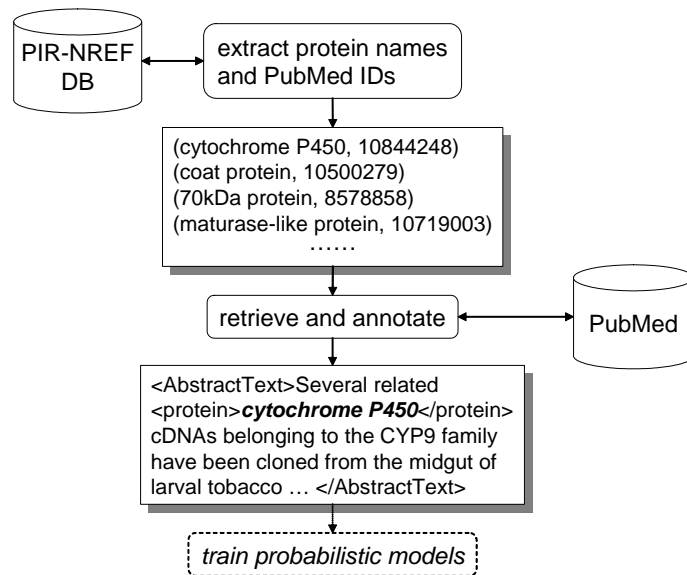 PIR-NREF
DB
extract protein names
and PubMed IDs
(cytochrome P450, 10844248)
(coat protein, 10500279)
(70kDa protein, 8578858)
(maturase-like protein, 10719003)
……
retrieve and annotate
PubMed
<AbstractText>Several related
<protein>cytochrome P450</protein>
cDNAs belonging to the CYP9 family
have been cloned from the midgut of
larval tobacco … </AbstractText>
train probabilistic models